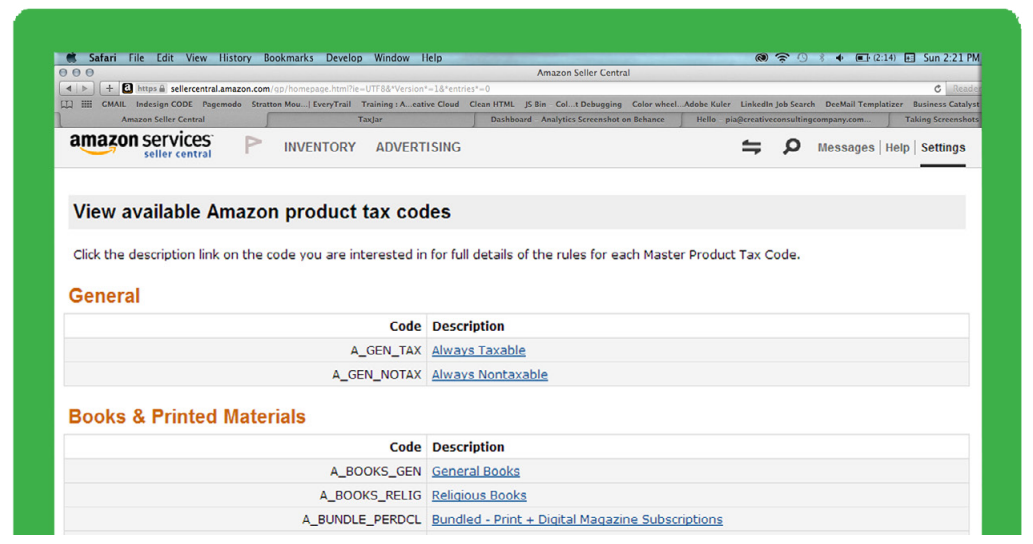 Safari File Edit View History Bookmarks Develop Window Help (2:14) Sun 2:21 PM
Amazon Seller Central
https sellercentral.amazon.com/gp/homepage.html?ie=UTF8&*Version*=1&*entries*=0 Reade
CMAIL Indesign CODE Pagemodo Stratton Mou...| EveryTrail Training : A...eative Cloud Clean HTML JS Bin Col...t Debugging Color wheel...Adobe Kuler LinkedIn Job Search DeeMail Templatizer Business Catalyst
Amazon Seller Central TaxJar Dashboard – Analytics Screenshot on Behance Hello – pia@creativeconsultingcompany.com... Taking Screenshots
amazon services
seller central
INVENTORY ADVERTISING Messages | Help | Settings
View available Amazon product tax codes
Click the description link on the code you are interested in for full details of the rules for each Master Product Tax Code.
General
Code Description
A_GEN_TAX Always Taxable
A_GEN_NOTAX Always Nontaxable
Books & Printed Materials
Code Description
A_BOOKS_GEN General Books
A_BOOKS_RELIG Religious Books
A_BUNDLE_PERDCL Bundled - Print + Digital Magazine Subscriptions